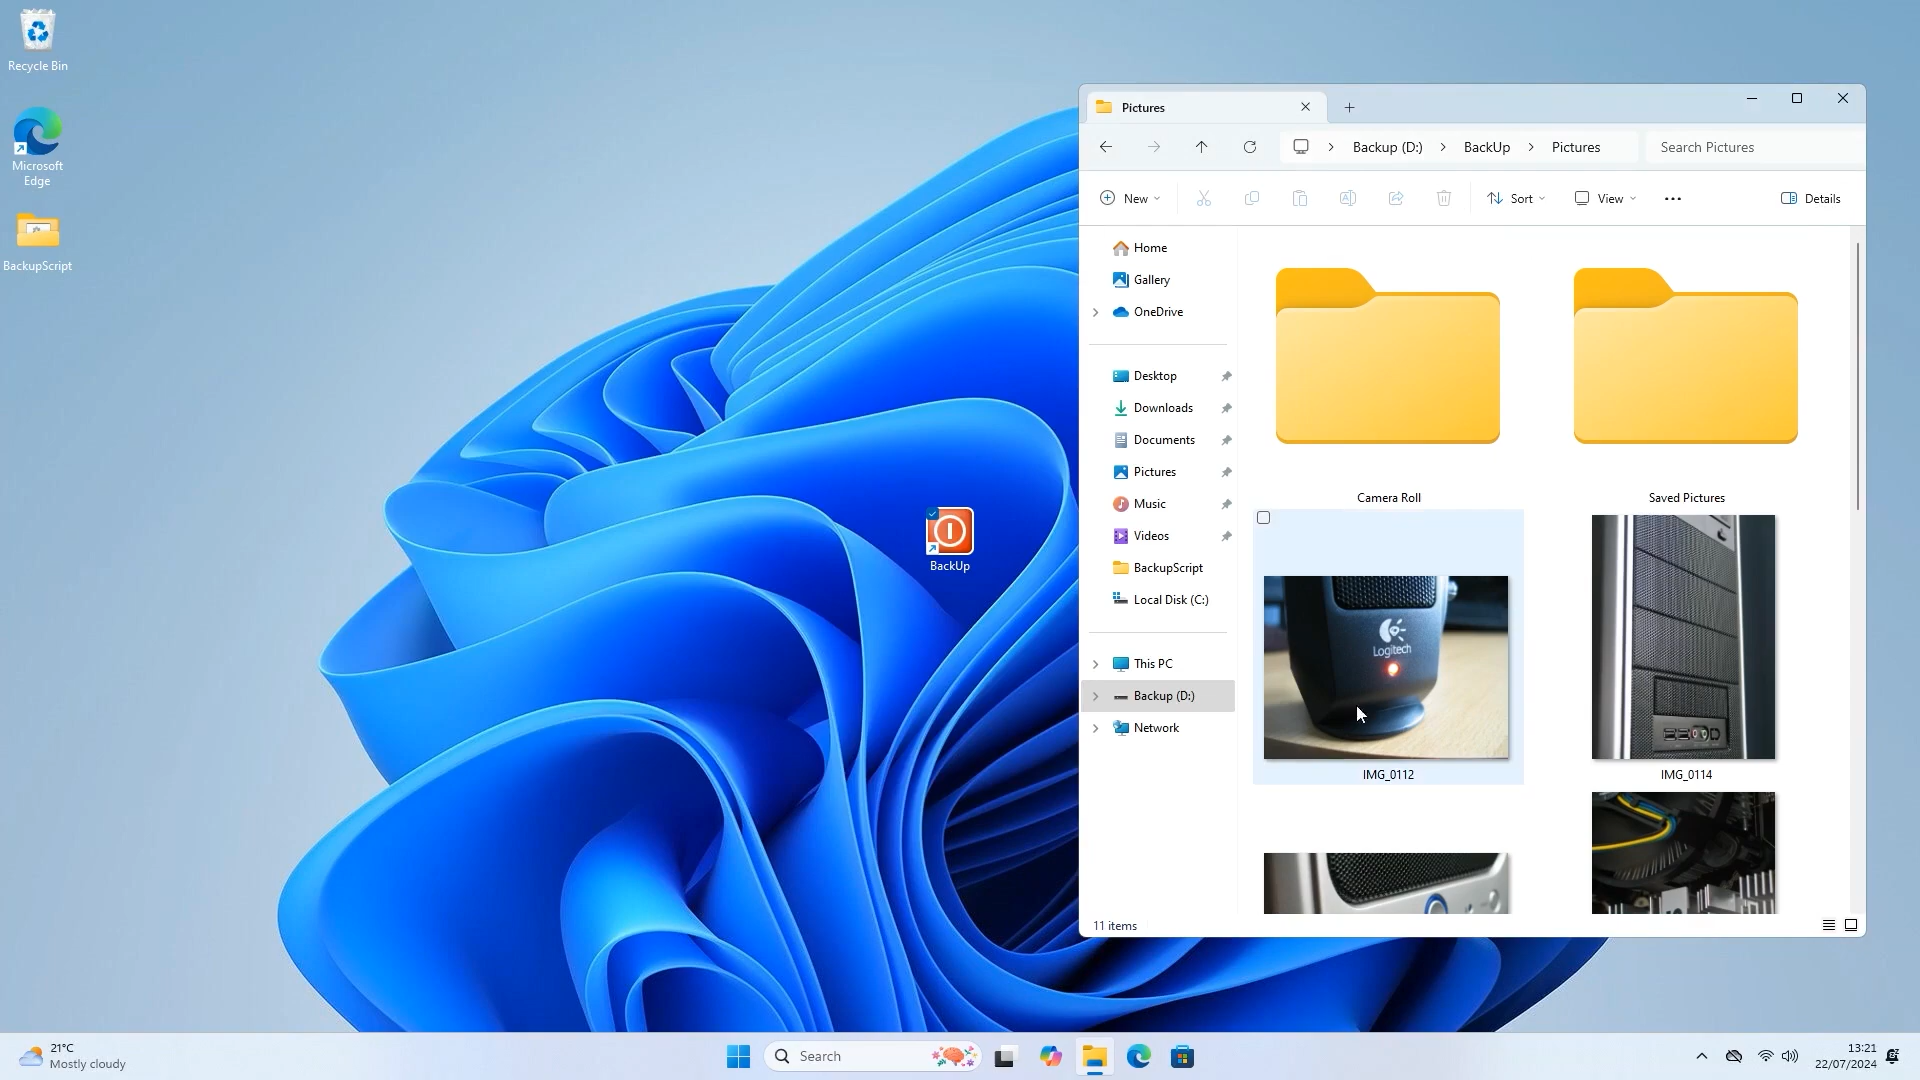 Recycle Bin
Microsoft
Edge
BackupScript
BackUp
Pictures
Backup (D:)
BackUp
Pictures
Search Pictures
New
Sort
View
Details
Home
Gallery
OneDrive
Desktop
Downloads
Documents
Pictures
Music
Videos
BackupScript
Local Disk (C:)
This PC
Backup (D:)
Network
Camera Roll
Saved Pictures
Logitech
IMG_0112
IMG_0114
11 items
21°C
Mostly cloudy
Search
13:21
22/07/2024